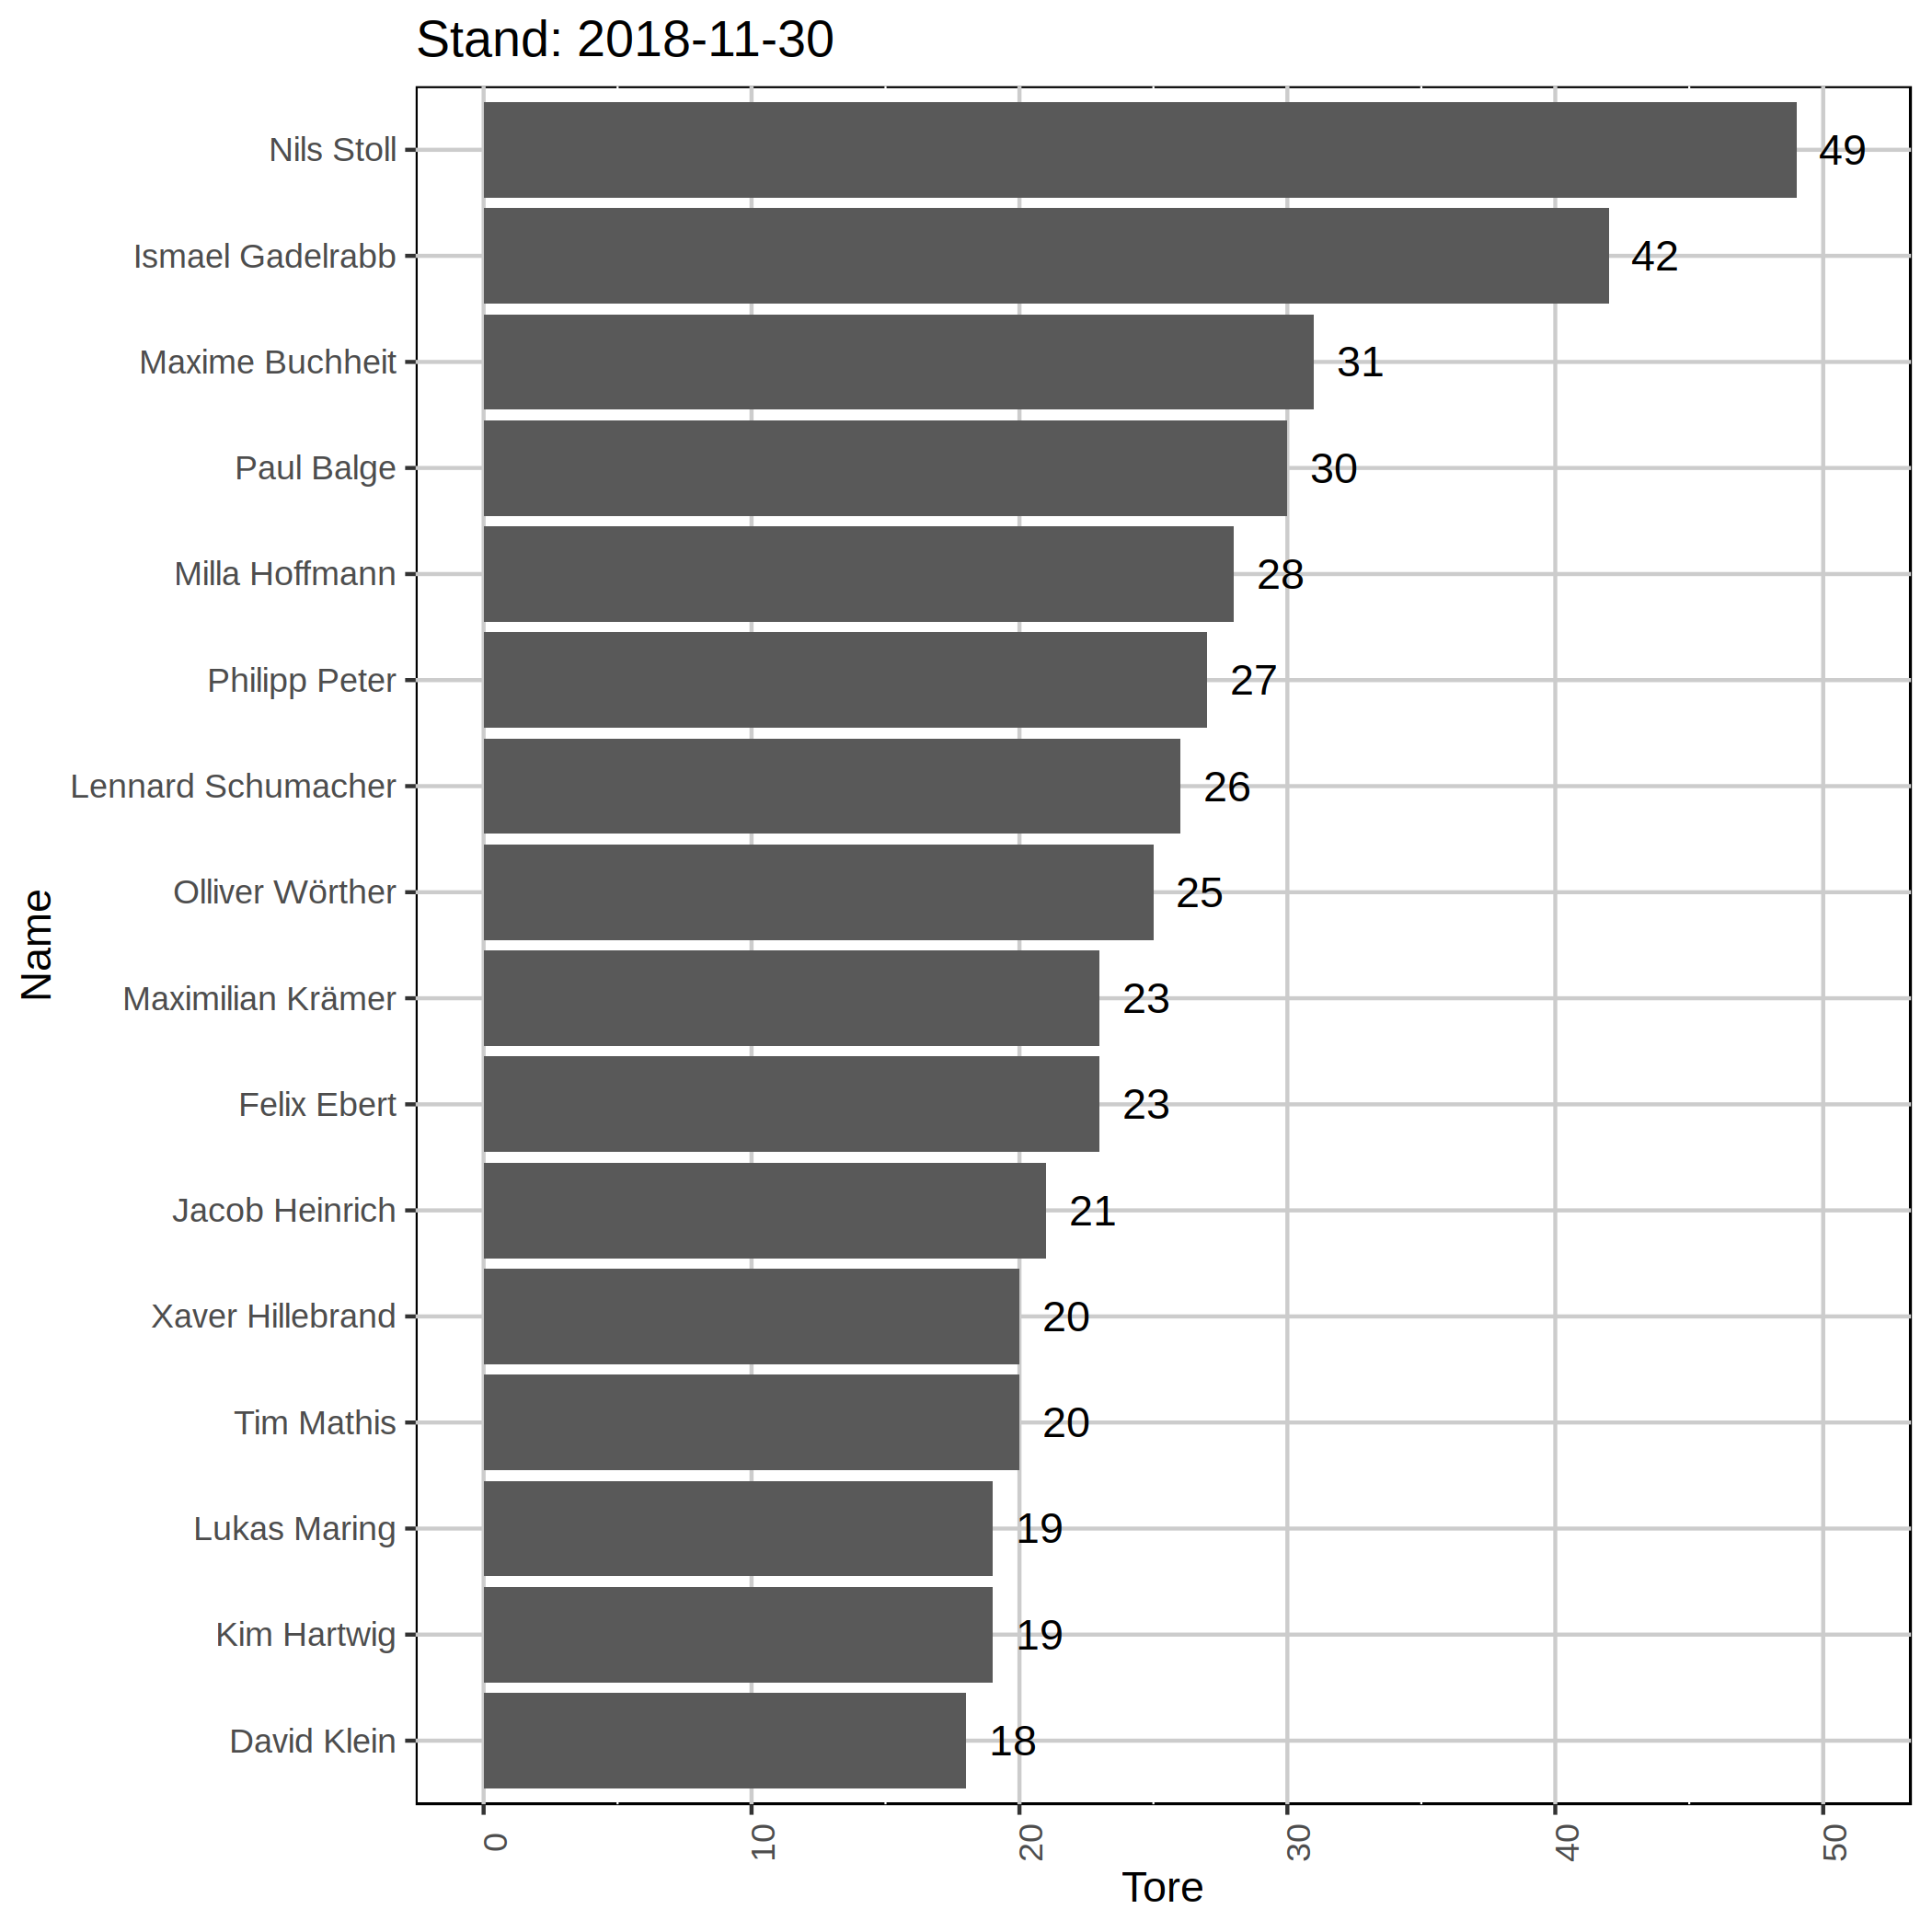 Stand: 2018-11-30
Name
Nils Stoll 49
Ismael Gadelrabb 42
Maxime Buchheit 31
Paul Balge 30
Milla Hoffmann 28
Philipp Peter 27
Lennard Schumacher 26
Olliver Wörther 25
Maximilian Krämer 23
Felix Ebert 23
Jacob Heinrich 21
Xaver Hillebrand 20
Tim Mathis 20
Lukas Maring 19
Kim Hartwig 19
David Klein 18
0 10 20 30 40 50
Tore